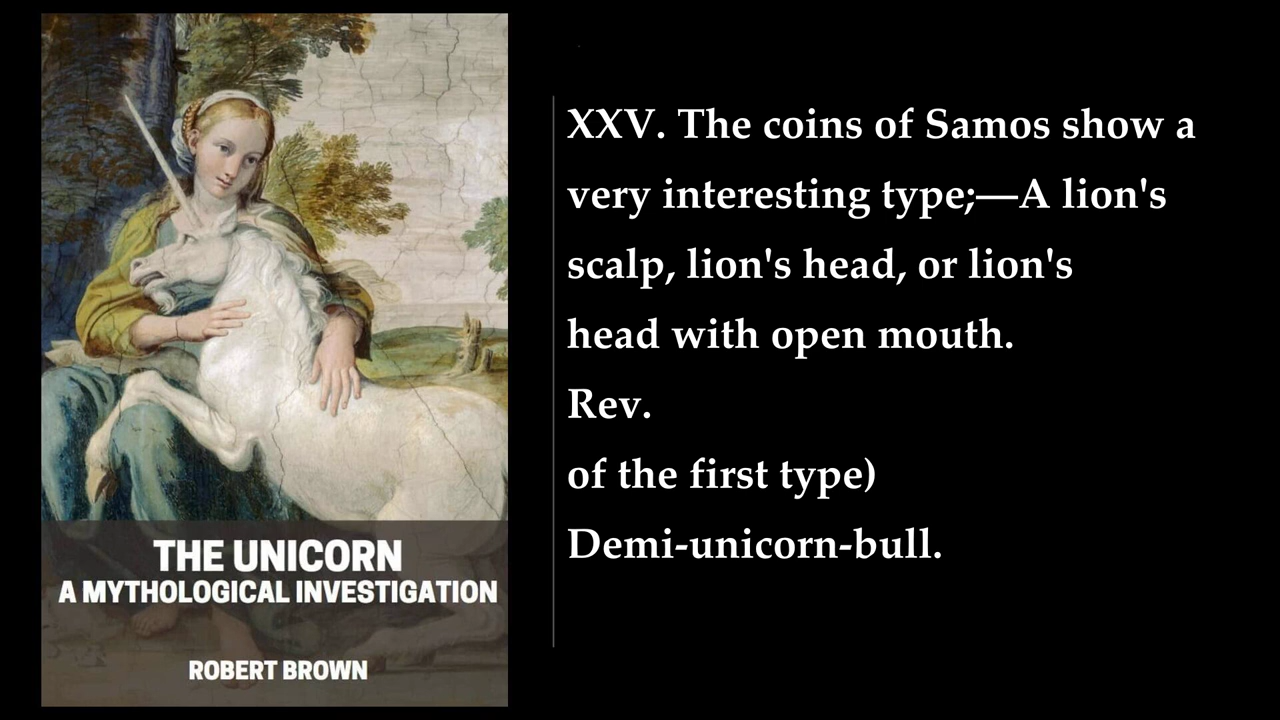 THE UNICORN
A MYTHOLOGICAL INVESTIGATION
ROBERT BROWN
XXV. The coins of Samos show a
very interesting type;—A lion's
scalp, lion's head, or lion's
head with open mouth.
Rev.
of the first type)
Demi-unicorn-bull.